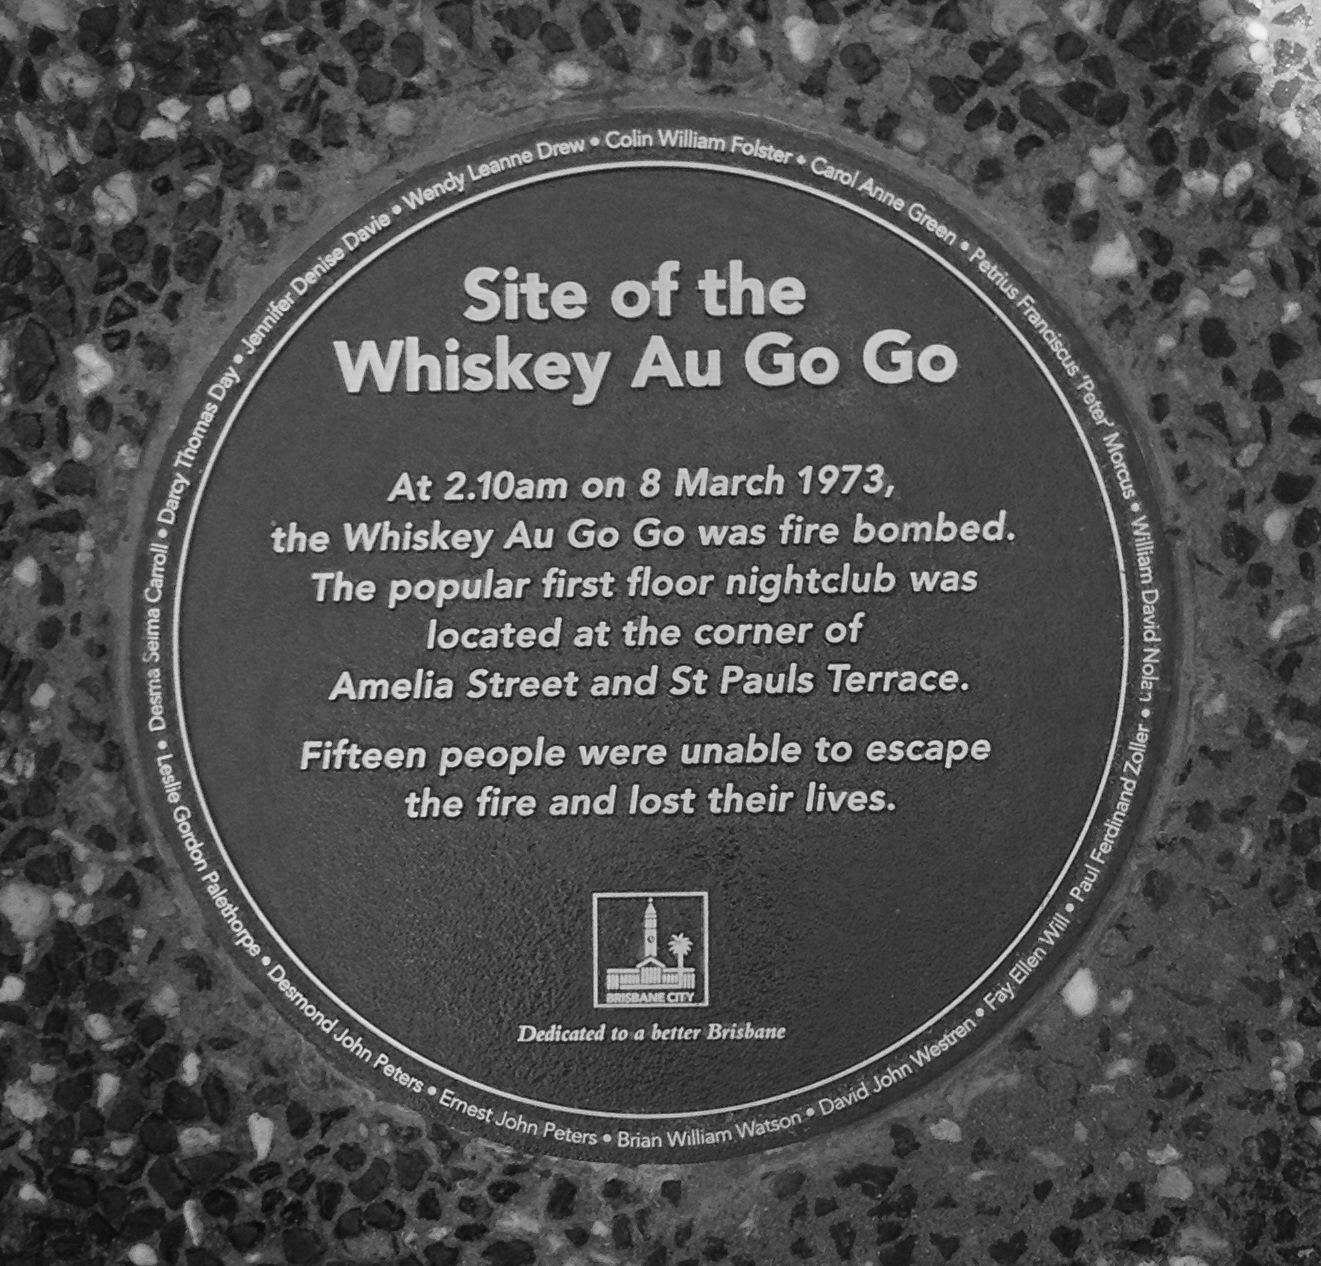 Site of the
Whiskey Au Go Go
At 2.10am on 8 March 1973,
the Whiskey Au Go Go was fire bombed.
The popular first floor nightclub was
located at the corner of
Amelia Street and St Pauls Terrace.
Fifteen people were unable to escape
the fire and lost their lives.
BRISBANE CITY
Dedicated to a better Brisbane
Desma Selma Carroll • Darcy Thomas Day • Jennifer Denise Davie • Wendy Leanne Drew • Colin William Folster • Carol Anne Green • Petrius Franciscus 'Peter' Morcus • William David Nolan •
Leslie Gordon Palethorpe • Desmond John Peters • Ernest John Peters • Brian William Watson • David John Westren • Fay Ellen Will • Paul Ferdinand Zoller •